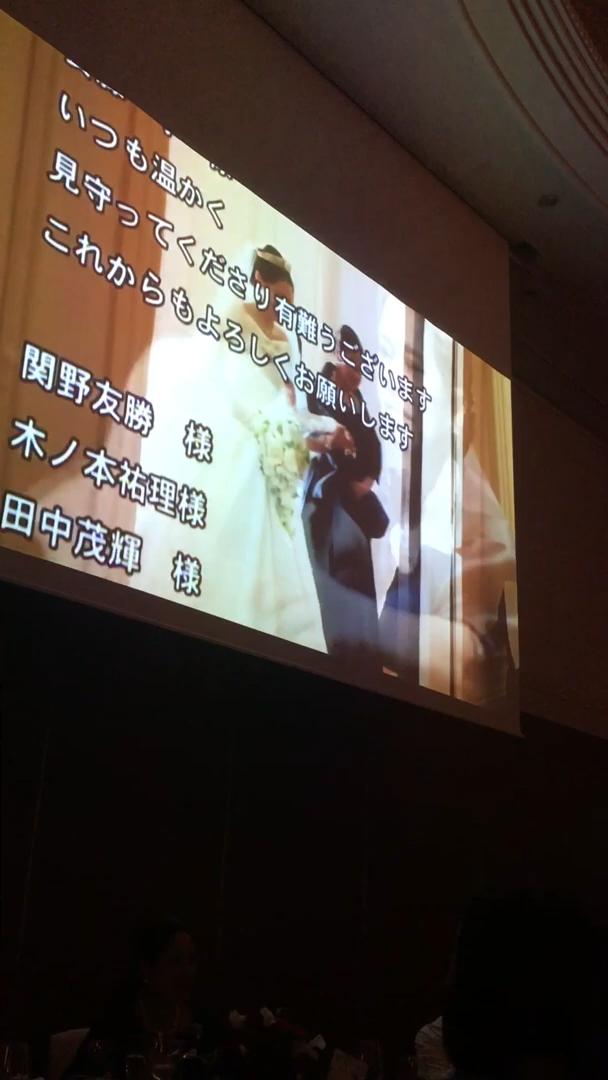 いつも温かく
見守ってくださり有難うございます
これからもよろしくお願いします
関野友勝　様
木ノ本祐理様
田中茂輝　様